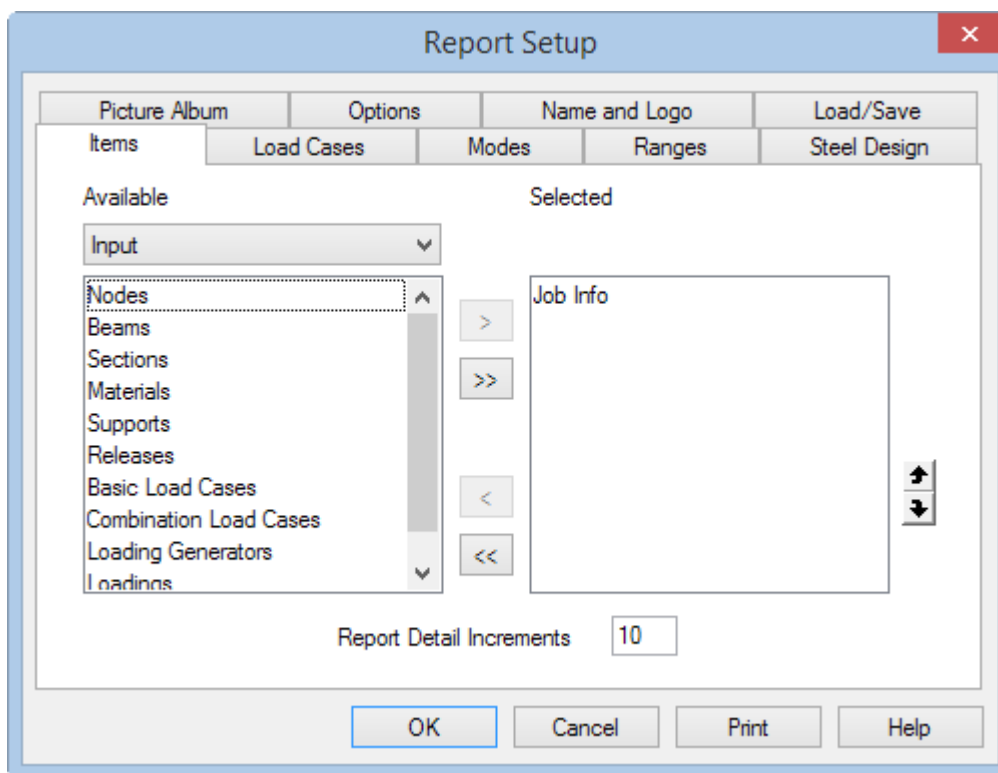 Report Setup
Picture Album Options Name and Logo Load/Save
Items Load Cases Modes Ranges Steel Design
Available Selected
Input
Nodes Job Info
Beams >
Sections
Materials >>
Supports
Releases
Basic Load Cases <
Combination Load Cases
Loading Generators <<
Loadings
Report Detail Increments 10
OK Cancel Print Help